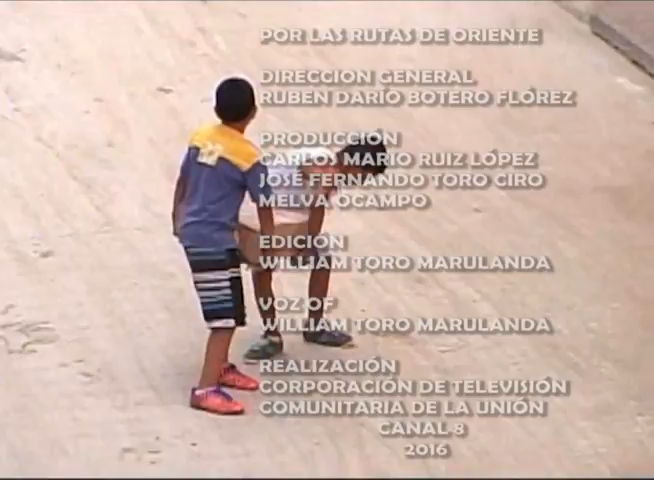 POR LAS RUTAS DE ORIENTE
DIRECCION GENERAL
RUBEN DARIO BOTERO FLÓREZ
PRODUCCIÓN
CARLOS MARIO RUIZ LÓPEZ
JOSE FERNANDO TORO CIRO
MELVA OCAMPO
EDICIÓN
WILLIAM TORO MARULANDA
VOZ OF
WILLIAM TORO MARULANDA
REALIZACIÓN
CORPORACIÓN DE TELEVISIÓN
COMUNITARIA DE LA UNIÓN
CANAL 8
2016